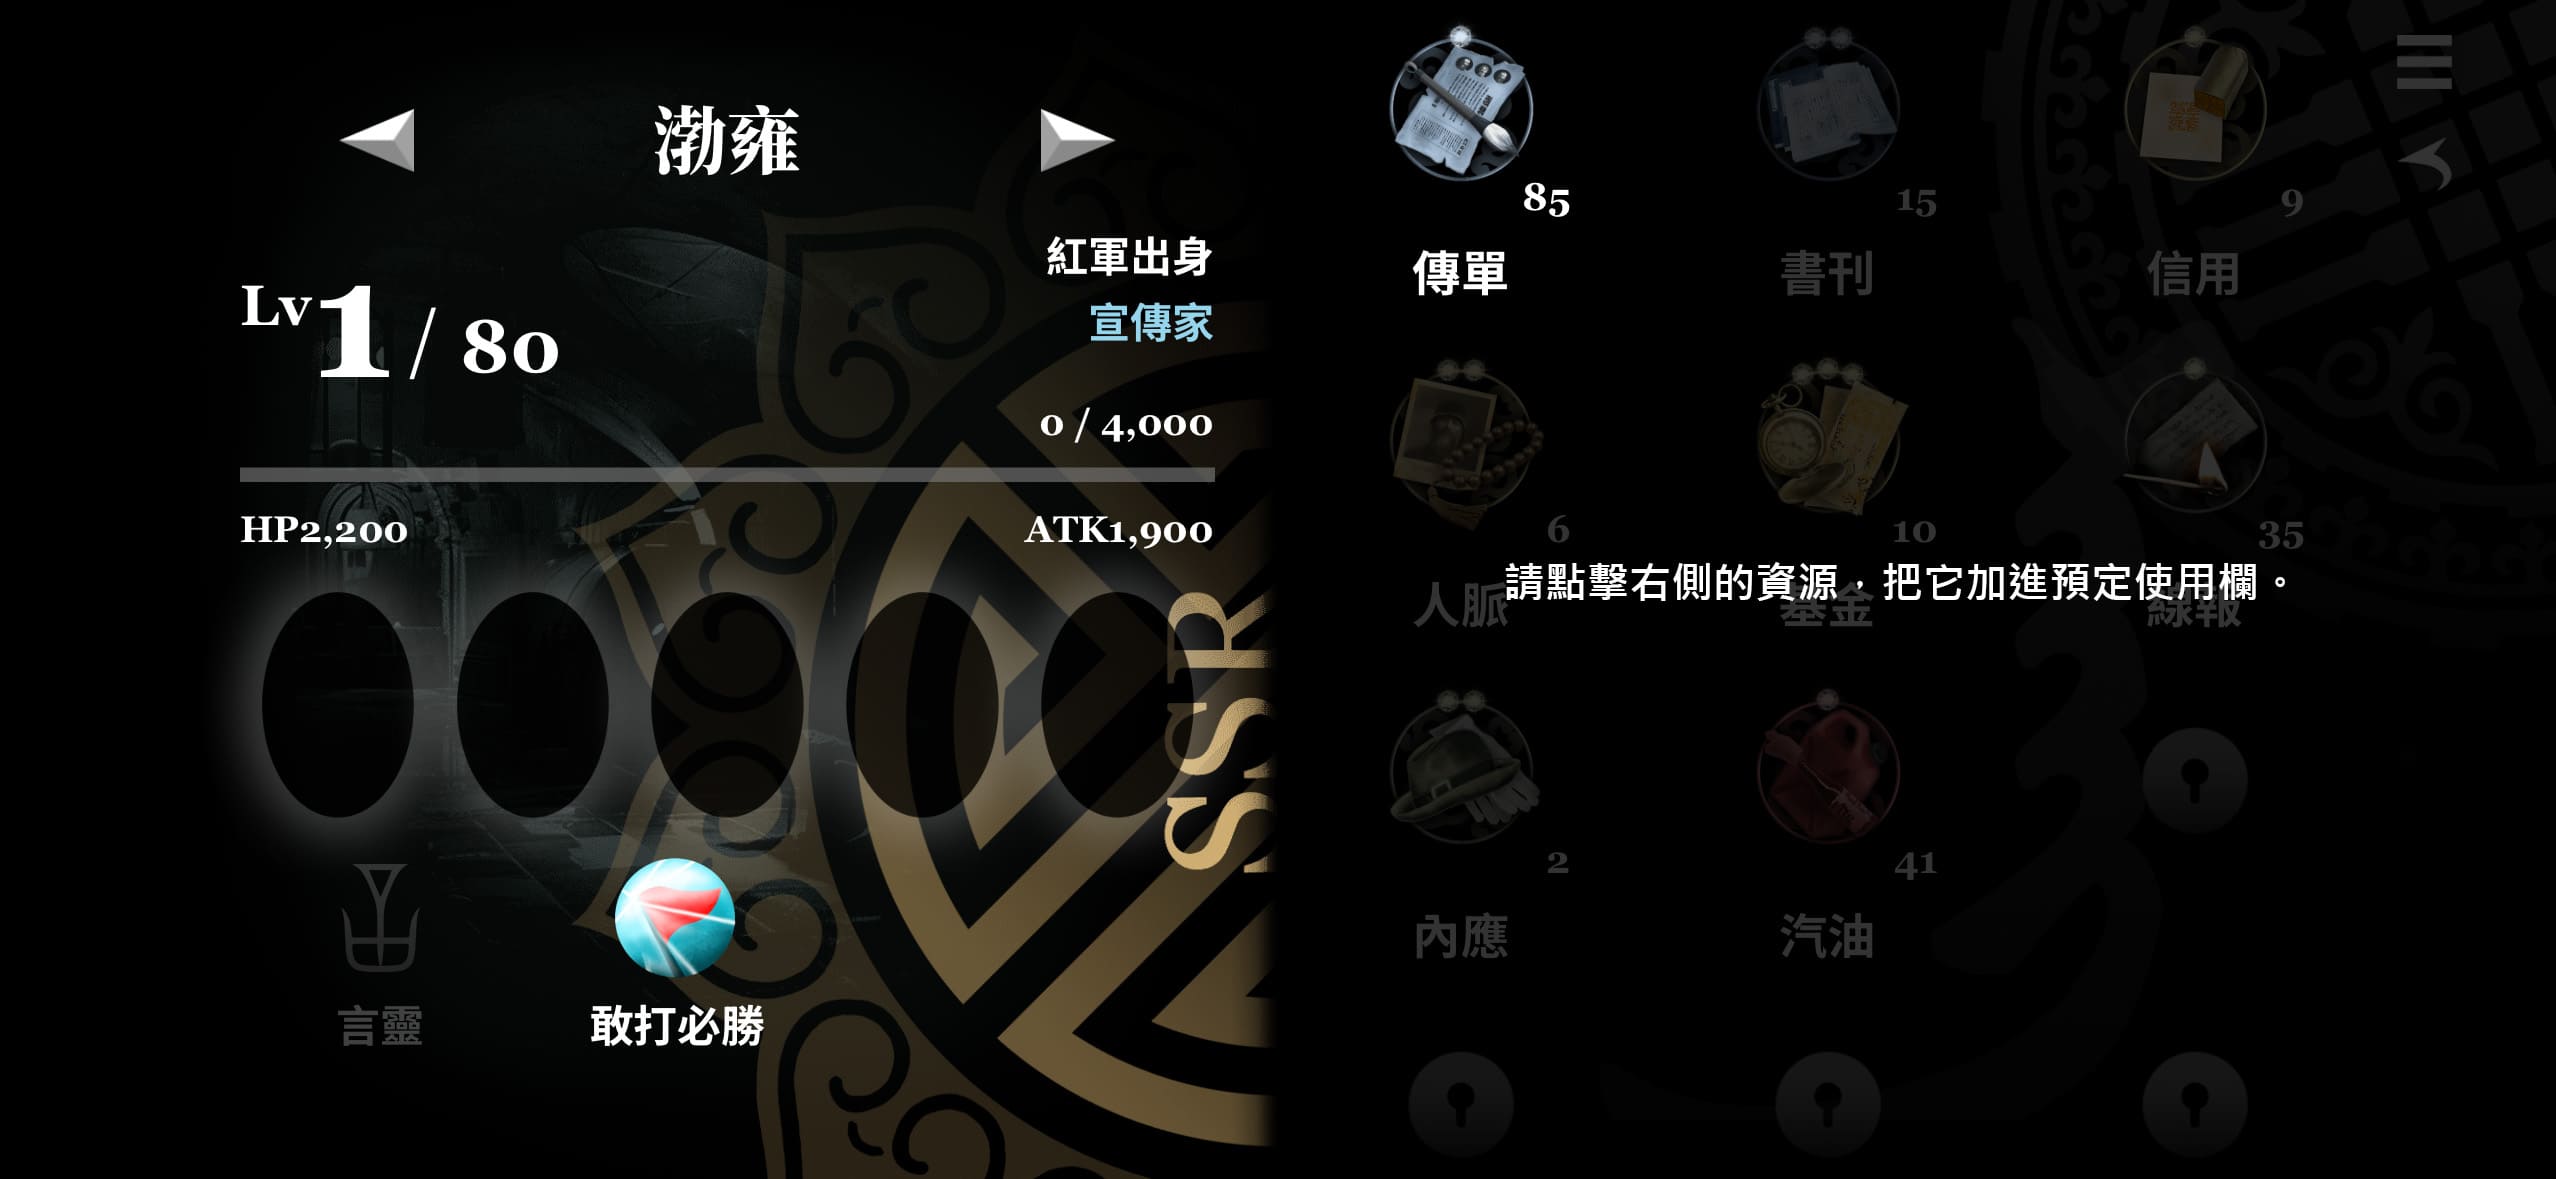 渤雍
Lv1 / 80
紅軍出身
宣傳家
0 / 4,000
HP2,200
ATK1,900
SSR
言靈
敢打必勝
85
15
9
傳單
書刊
信用
6
10
35
人脈
基金
線報
請點擊右側的資源，把它加進預定使用欄。
2
41
內應
汽油